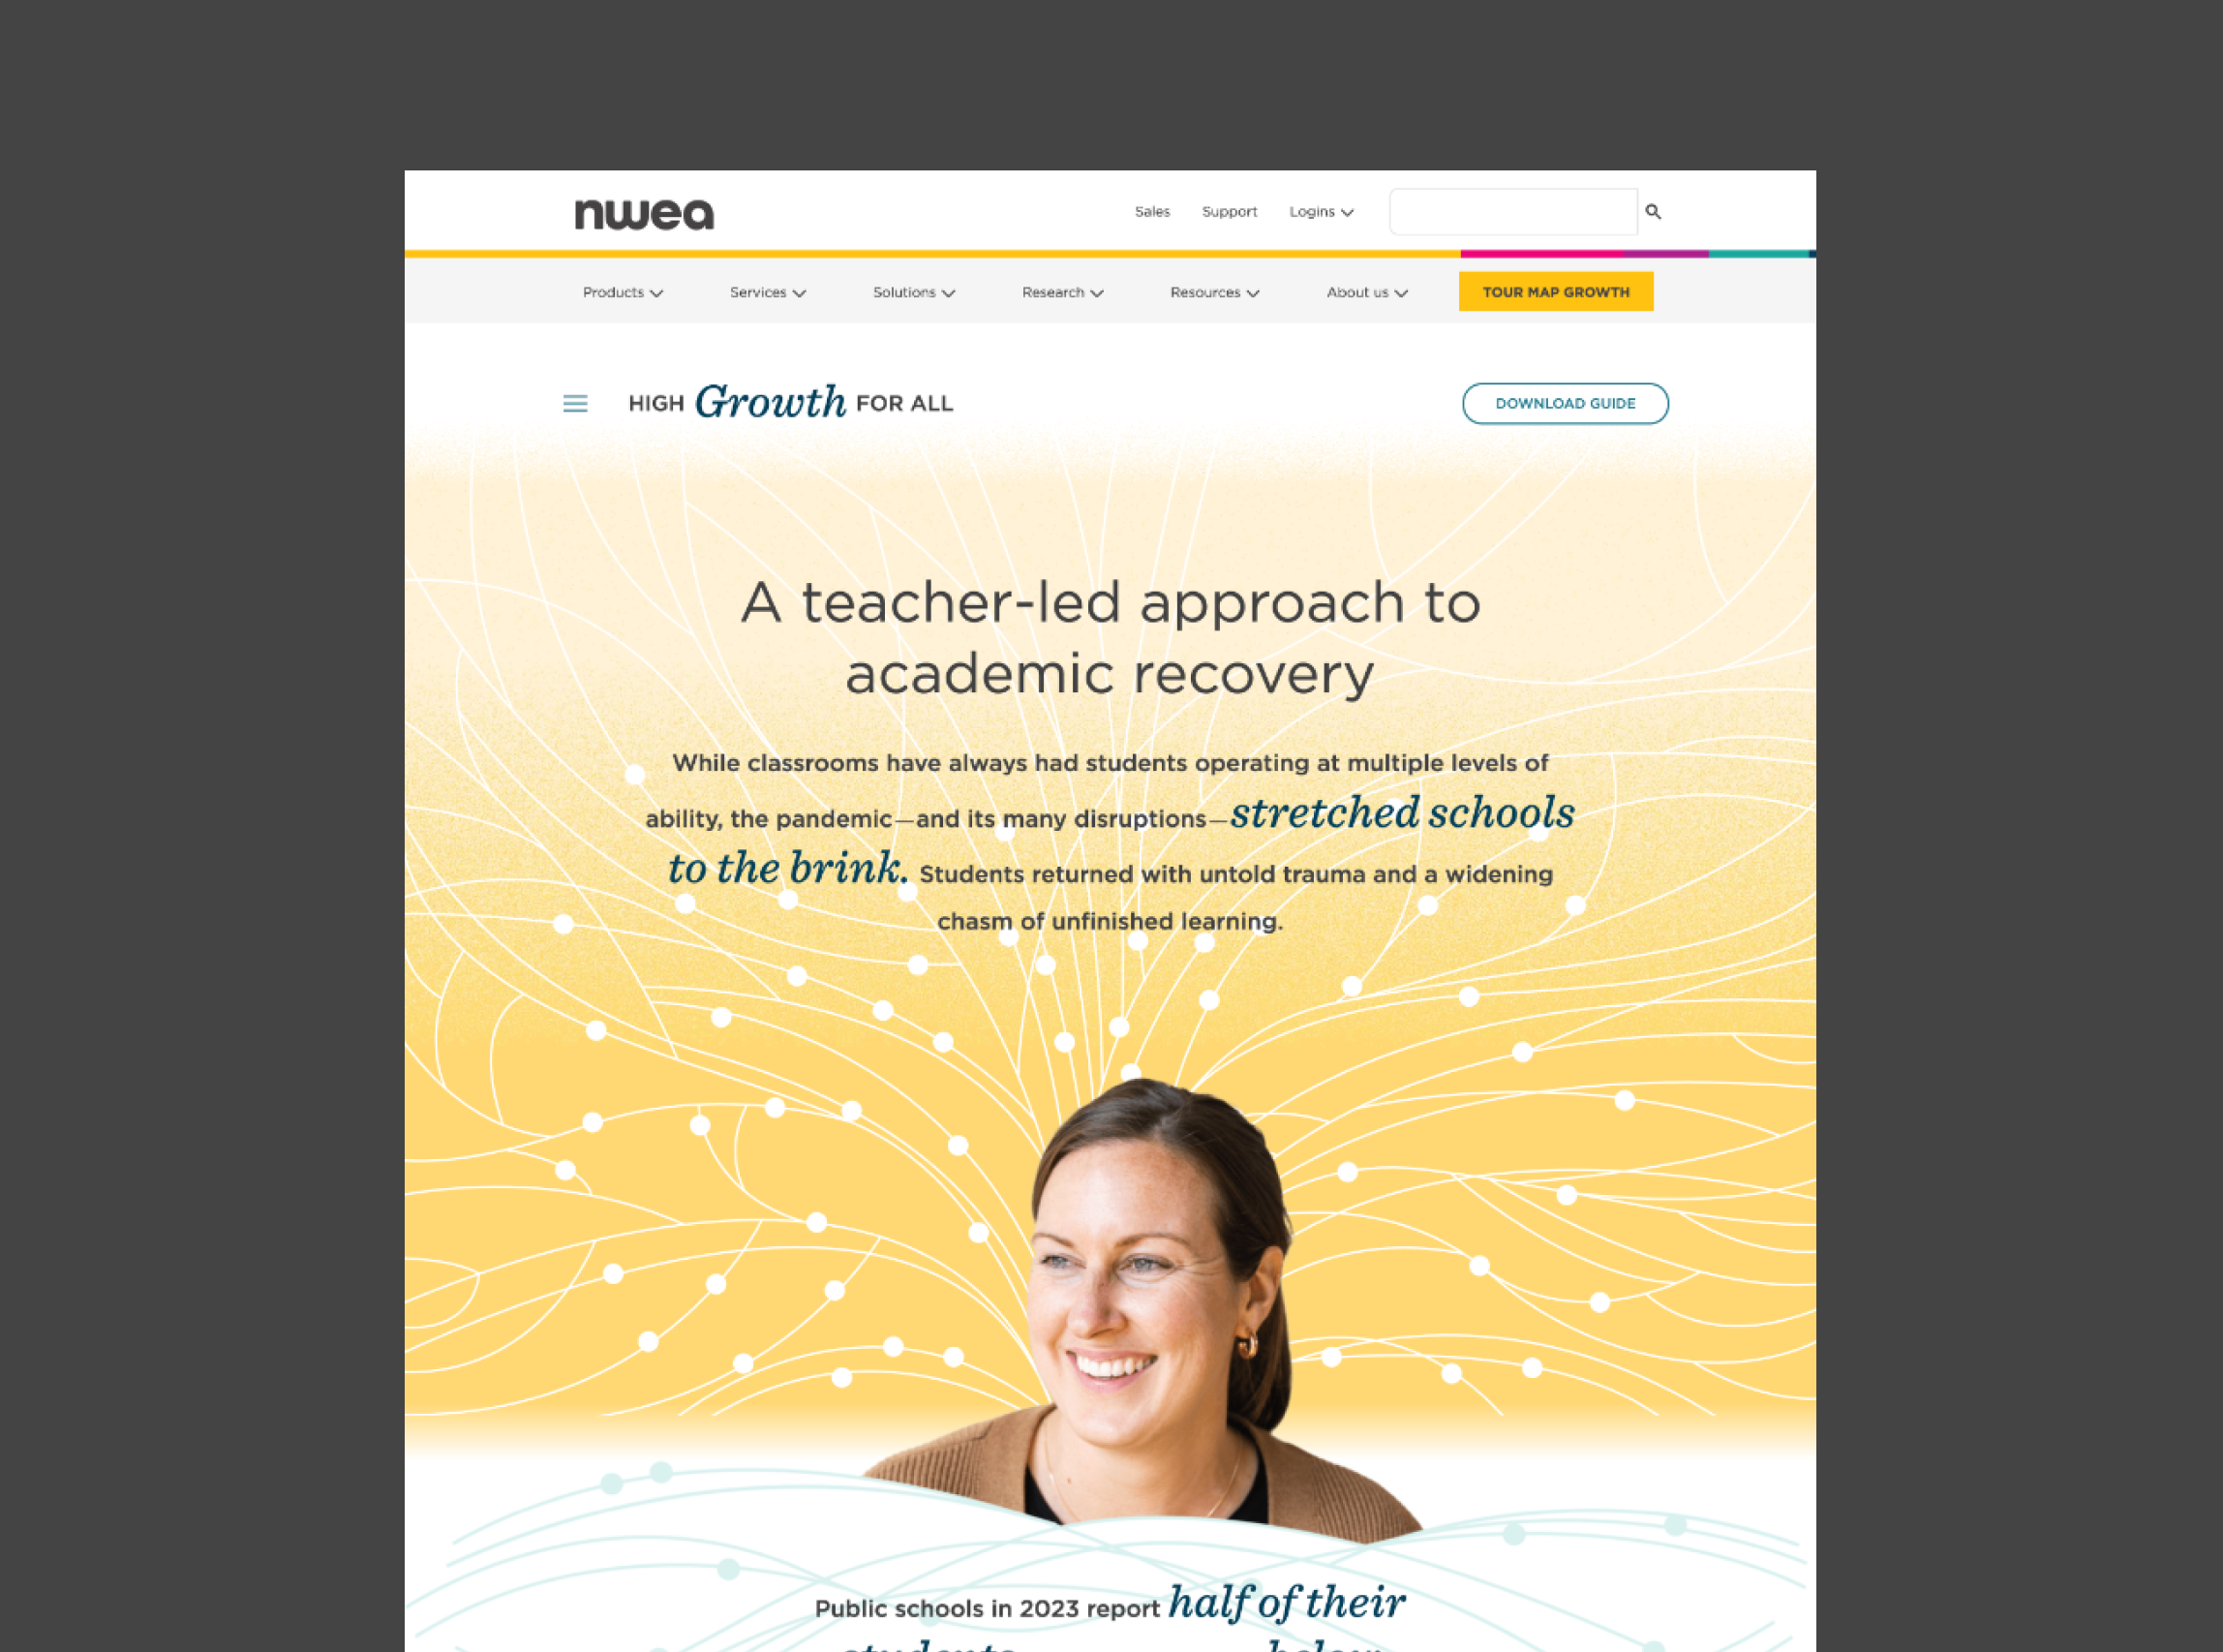 nwea
Sales Support Logins
Products Services Solutions Research Resources About us TOUR MAP GROWTH
HIGH Growth FOR ALL DOWNLOAD GUIDE
A teacher-led approach to
academic recovery
While classrooms have always had students operating at multiple levels of
ability, the pandemic—and its many disruptions—stretched schools
to the brink. Students returned with untold trauma and a widening
chasm of unfinished learning.
Public schools in 2023 report half of their
students below